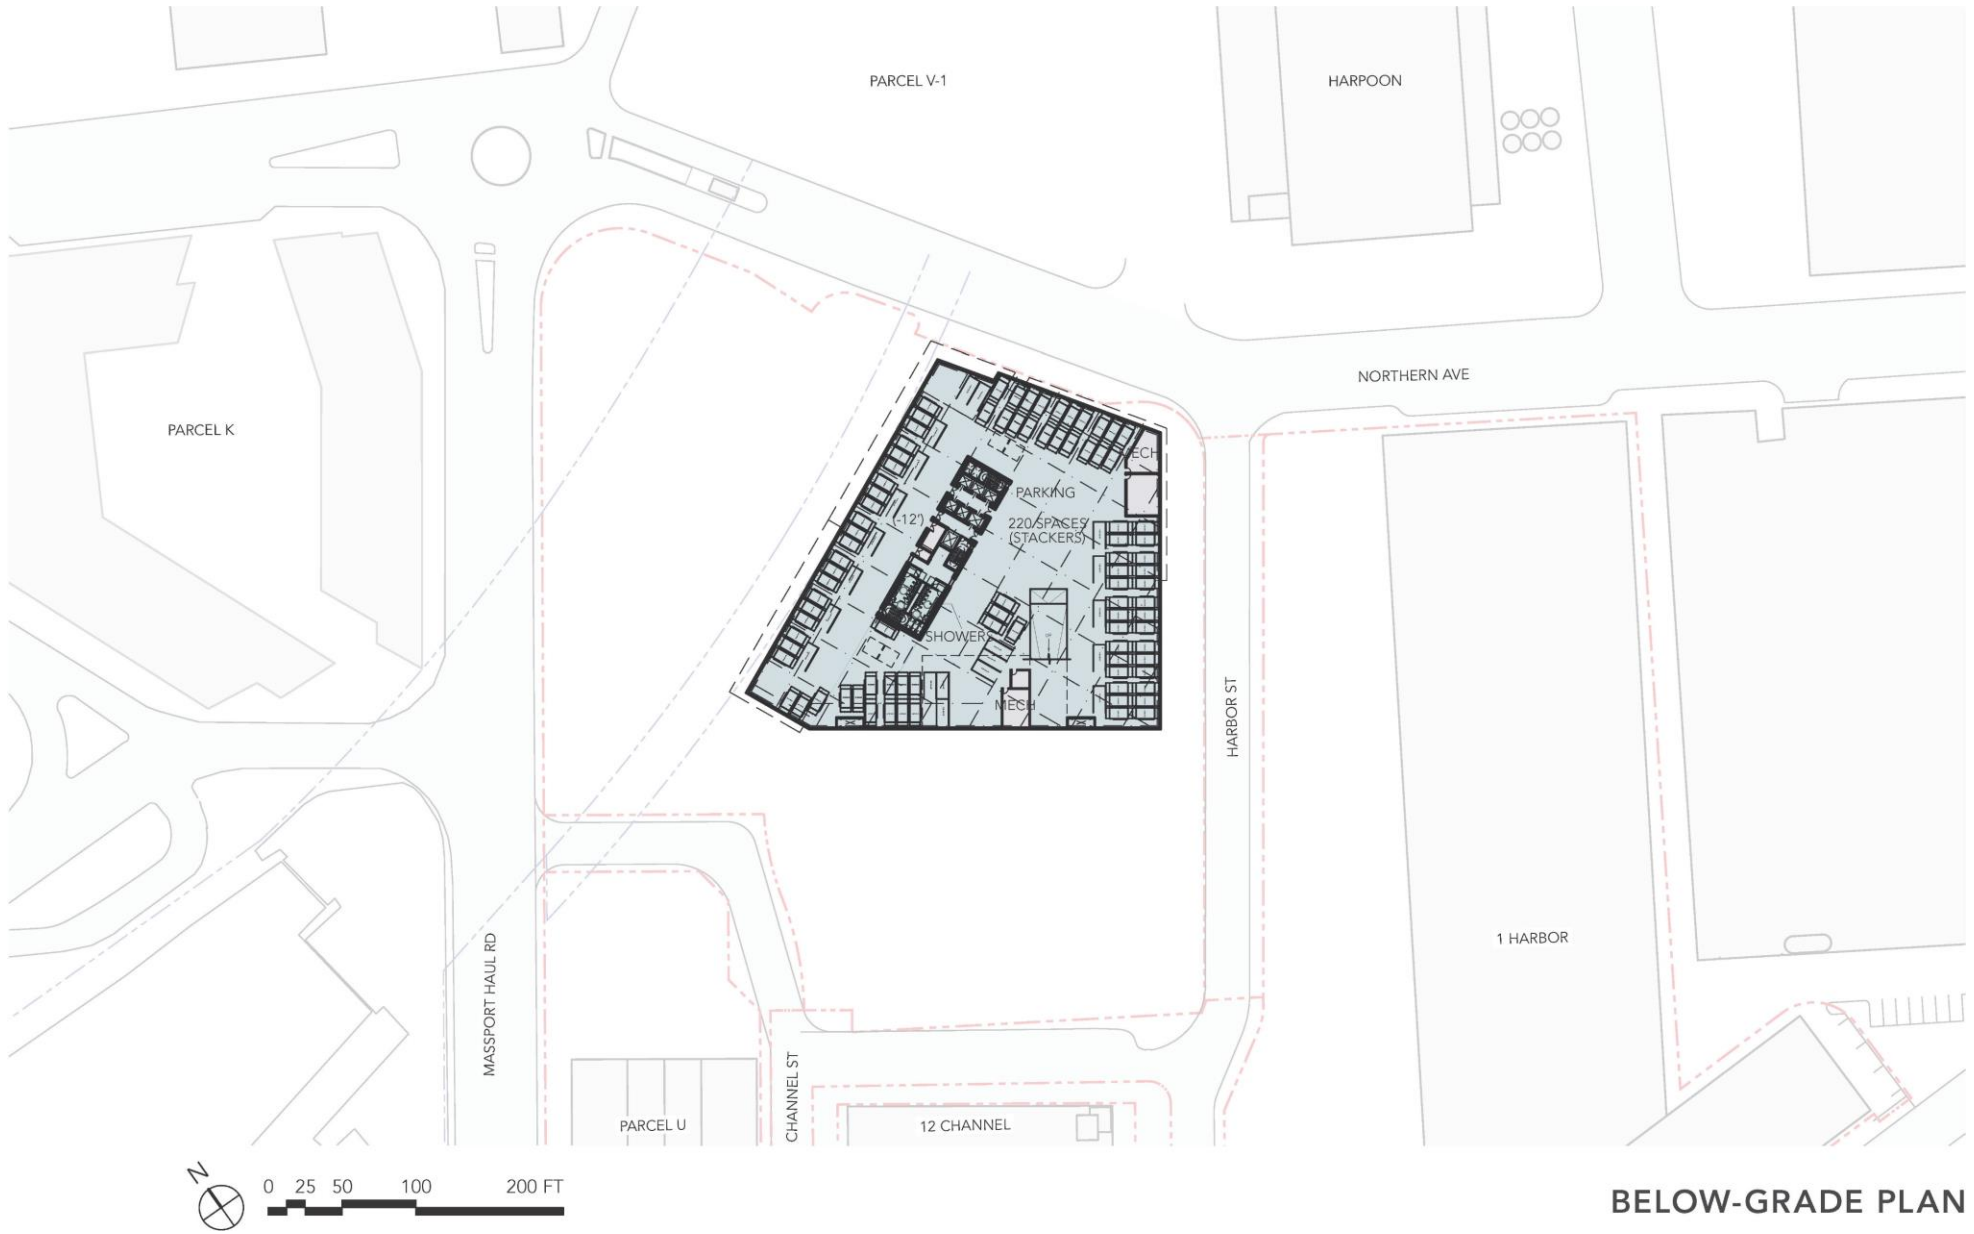 PARCEL V-1
HARPOON
NORTHERN AVE
PARCEL K
ECH
PARKING
(-12')
220 SPACES
(STACKERS)
SHOWERS
MECH
HARBOR ST
1 HARBOR
MASSPORT HAUL RD
CHANNEL ST
PARCEL U
12 CHANNEL
N
0 25 50 100 200 FT
BELOW-GRADE PLAN